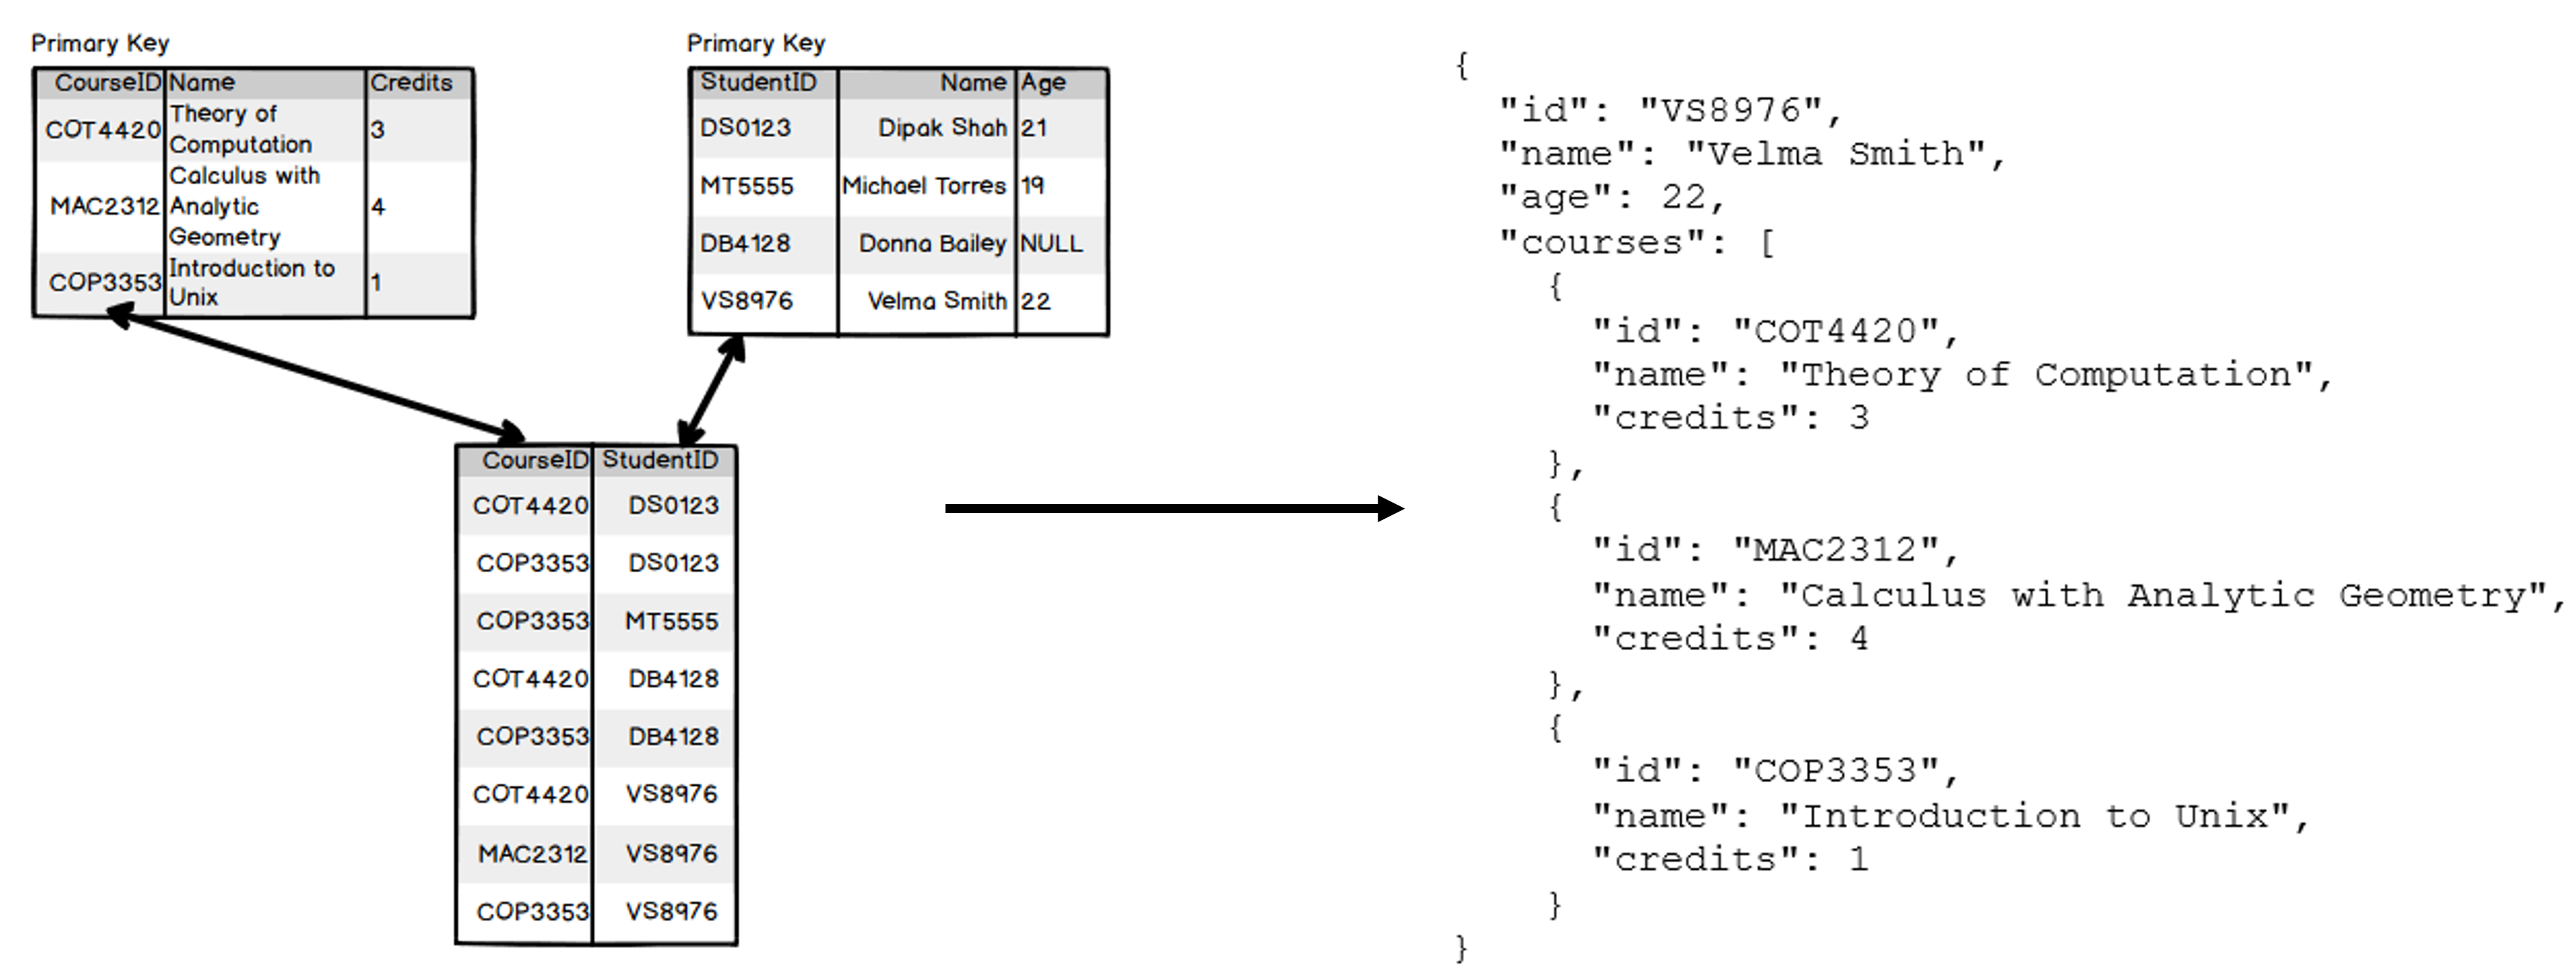 Primary Key
CourseID Name Credits
COT4420 Theory of Computation 3
MAC2312 Calculus with Analytic Geometry 4
COP3353 Introduction to Unix 1
Primary Key
StudentID Name Age
DS0123 Dipak Shah 21
MT5555 Michael Torres 19
DB4128 Donna Bailey NULL
VS8976 Velma Smith 22
CourseID StudentID
COT4420 DS0123
COP3353 DS0123
COP3353 MT5555
COT4420 DB4128
COP3353 DB4128
COT4420 VS8976
MAC2312 VS8976
COP3353 VS8976
{
"id": "VS8976",
"name": "Velma Smith",
"age": 22,
"courses": [
{
"id": "COT4420",
"name": "Theory of Computation",
"credits": 3
},
{
"id": "MAC2312",
"name": "Calculus with Analytic Geometry",
"credits": 4
},
{
"id": "COP3353",
"name": "Introduction to Unix",
"credits": 1
}
}